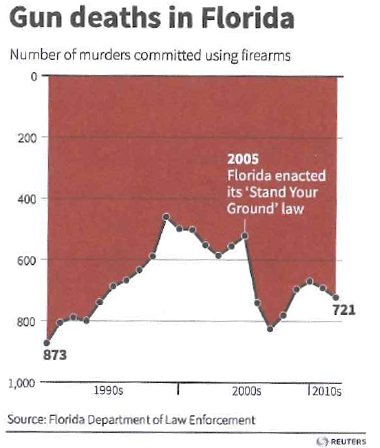 Gun deaths in Florida
Number of murders committed using firearms
0
200
2005
Florida enacted
its ‘Stand Your
Ground’ law
400
600
800
721
873
1,000
1990s
2000s
2010s
Source: Florida Department of Law Enforcement
REUTERS